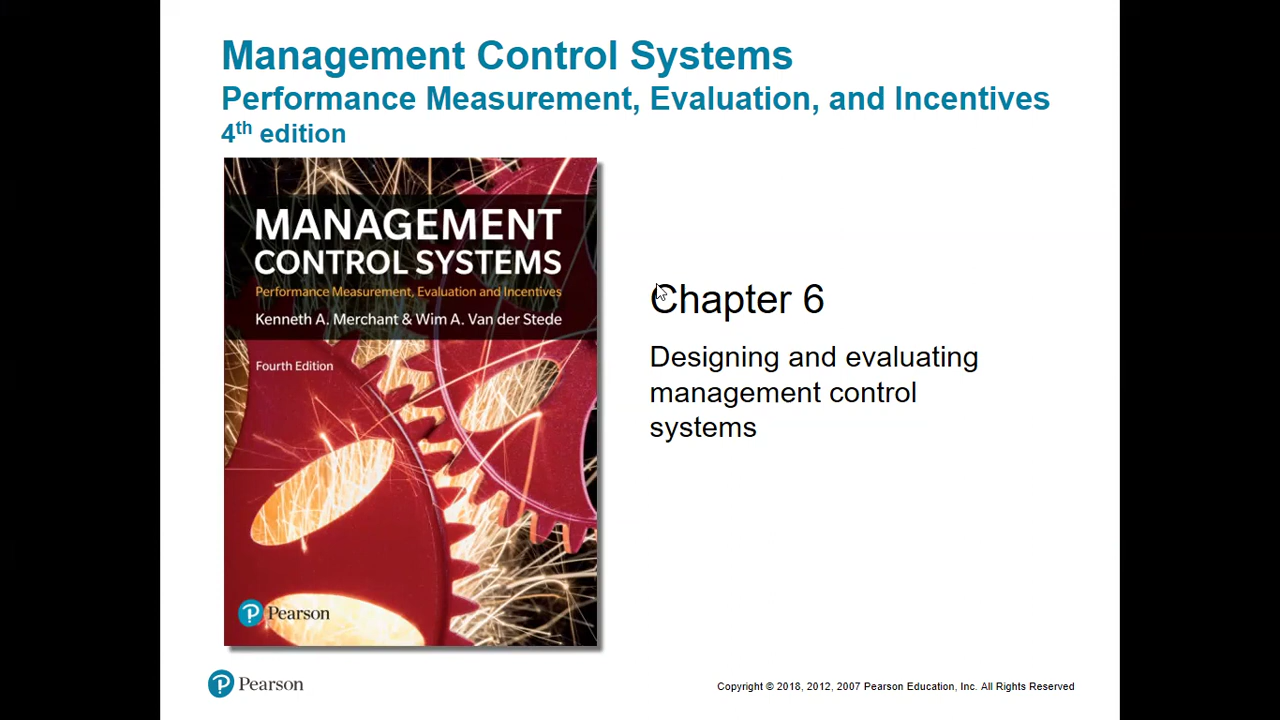 Management Control Systems
Performance Measurement, Evaluation, and Incentives
4th edition
MANAGEMENT
CONTROL SYSTEMS
Performance Measurement, Evaluation and Incentives
Kenneth A. Merchant & Wim A. Van der Stede
Fourth Edition
Pearson
Chapter 6
Designing and evaluating
management control
systems
Pearson
Copyright © 2018, 2012, 2007 Pearson Education, Inc. All Rights Reserved